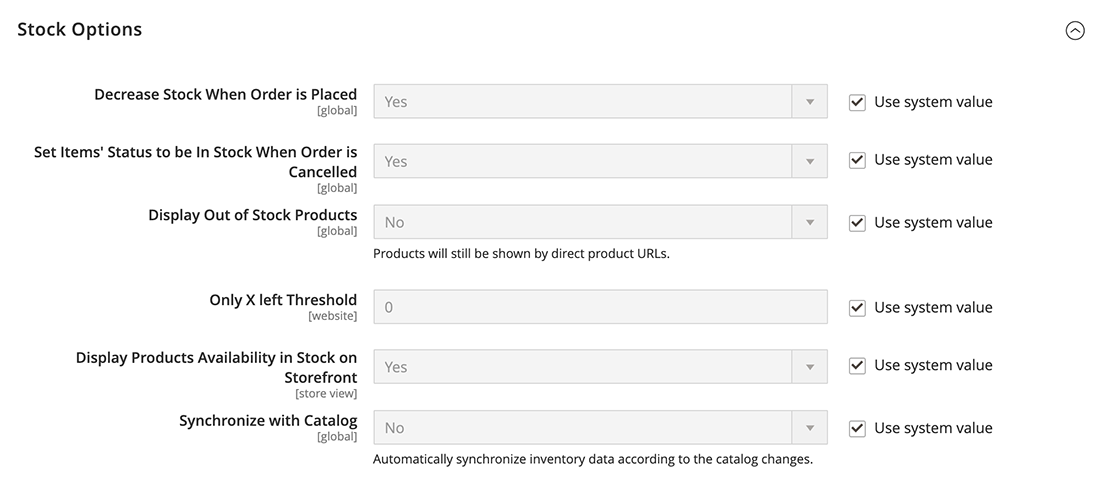 Stock Options
Decrease Stock When Order is Placed
[global]
Yes
Use system value
Set Items' Status to be In Stock When Order is
Cancelled
[global]
Yes
Use system value
Display Out of Stock Products
[global]
No
Use system value
Products will still be shown by direct product URLs.
Only X left Threshold
[website]
0
Use system value
Display Products Availability in Stock on
Storefront
[store view]
Yes
Use system value
Synchronize with Catalog
[global]
No
Use system value
Automatically synchronize inventory data according to the catalog changes.